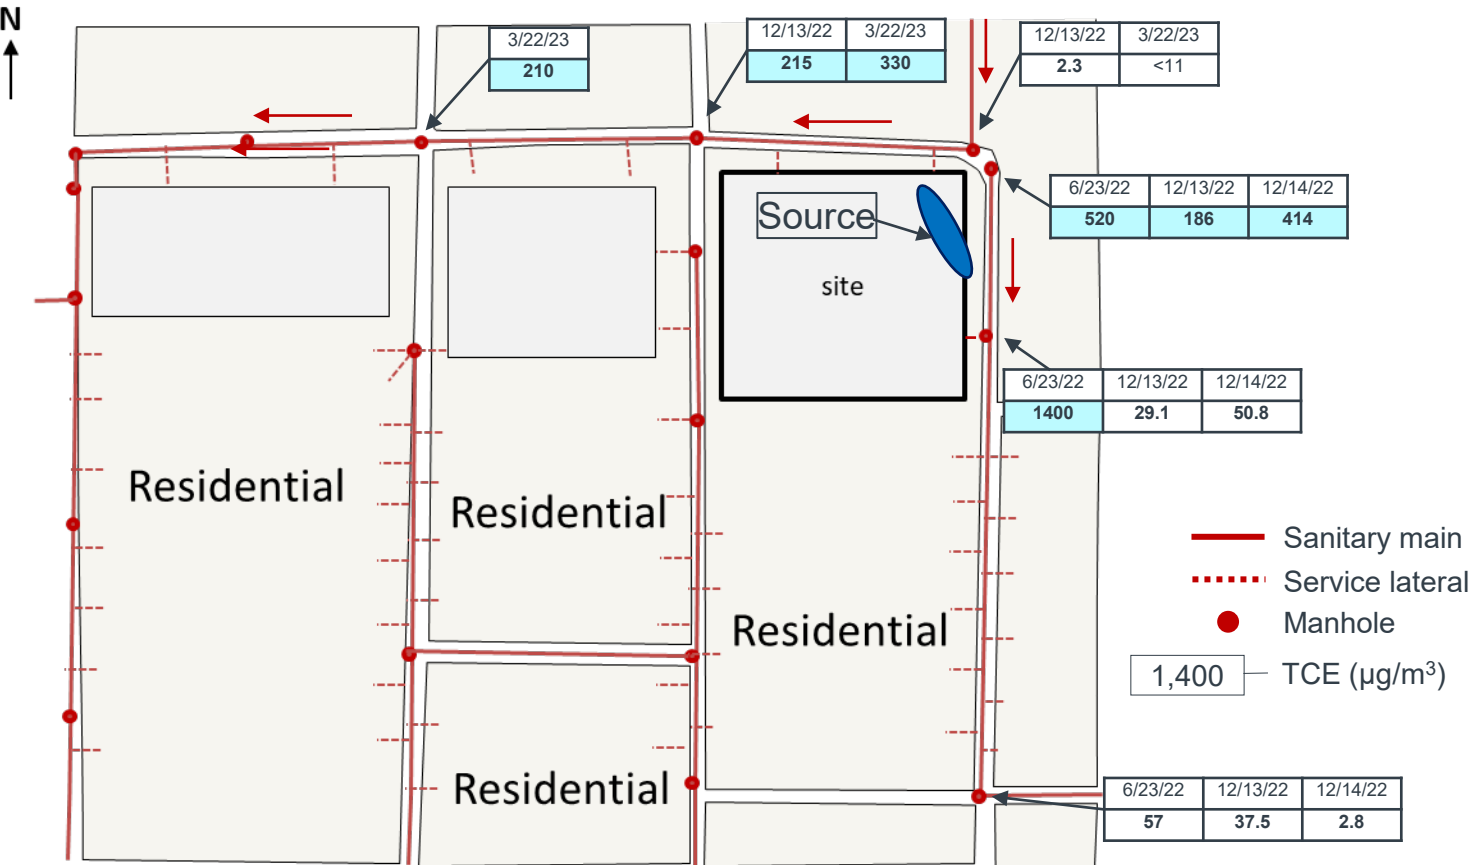 N
3/22/23
210
12/13/22 3/22/23
215 330
12/13/22 3/22/23
2.3 <11
6/23/22 12/13/22 12/14/22
520 186 414
Source
site
6/23/22 12/13/22 12/14/22
1400 29.1 50.8
Residential
Residential
Residential
Residential
Sanitary main
Service lateral
Manhole
1,400 TCE (µg/m³)
6/23/22 12/13/22 12/14/22
57 37.5 2.8